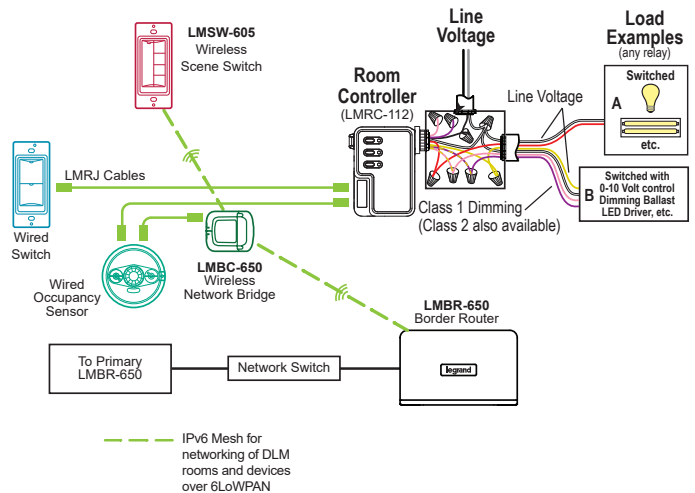 LMSW-605
Wireless
Scene Switch
Line
Voltage
Load
Examples
(any relay)
Switched
A
etc.
Room
Controller
(LMRC-112)
Line Voltage
LMRJ Cables
Switched with
0-10 Volt control
Dimming Ballast
LED Driver, etc.
B
Class 1 Dimming
(Class 2 also available)
Wired
Switch
Wired
Occupancy
Sensor
LMBC-650
Wireless
Network Bridge
LMBR-650
Border Router
To Primary
LMBR-650
Network Switch
legrand
IPv6 Mesh for
networking of DLM
rooms and devices
over 6LoWPAN